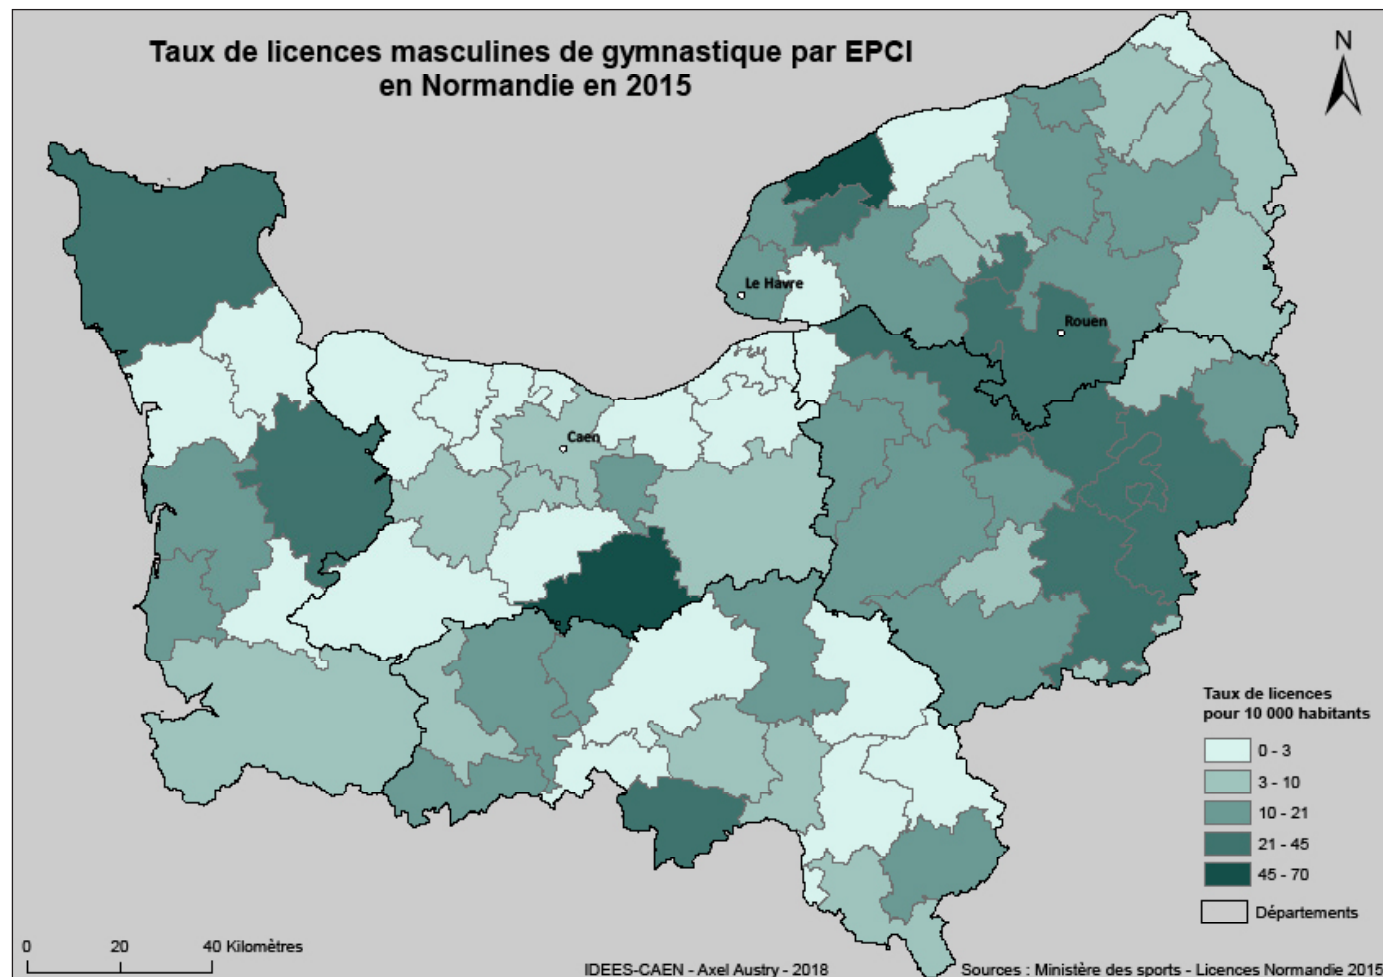 Taux de licences masculines de gymnastique par EPCI
en Normandie en 2015
N
Le Havre
Rouen
Caen
Taux de licences
pour 10 000 habitants
0 - 3
3 - 10
10 - 21
21 - 45
45 - 70
Départements
0 20 40 Kilomètres
IDEES-CAEN - Axel Austry - 2018
Sources : Ministère des sports - Licences Normandie 2015